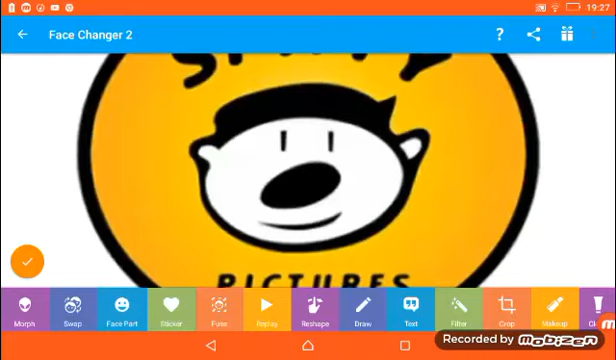 19:27
Face Changer 2
?
PICTURES
Morph
Swap
Face Part
Sticker
Fuse
Replay
Reshape
Draw
Text
Filter
Crop
Makeup
Recorded by mobizen